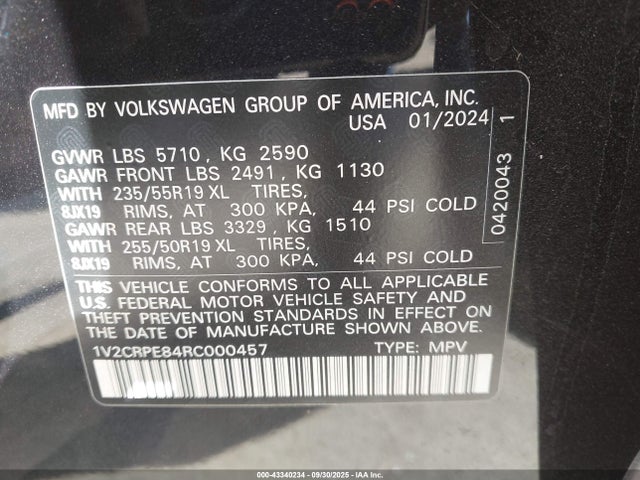 MFD BY VOLKSWAGEN GROUP OF AMERICA, INC.
USA 01/2024
GVWR LBS 5710 , KG 2590
GAWR FRONT LBS 2491 , KG 1130
WITH 235/55R19 XL TIRES,
8JX19 RIMS, AT 300 KPA, 44 PSI COLD
GAWR REAR LBS 3329 , KG 1510
WITH 255/50R19 XL TIRES,
8JX19 RIMS, AT 300 KPA, 44 PSI COLD
THIS VEHICLE CONFORMS TO ALL APPLICABLE
U.S. FEDERAL MOTOR VEHICLE SAFETY AND
THEFT PREVENTION STANDARDS IN EFFECT ON
THE DATE OF MANUFACTURE SHOWN ABOVE.
1V2CRPE84RC000457 TYPE: MPV
0420043 1
000-43340234 - 09/30/2025 - IAA Inc.